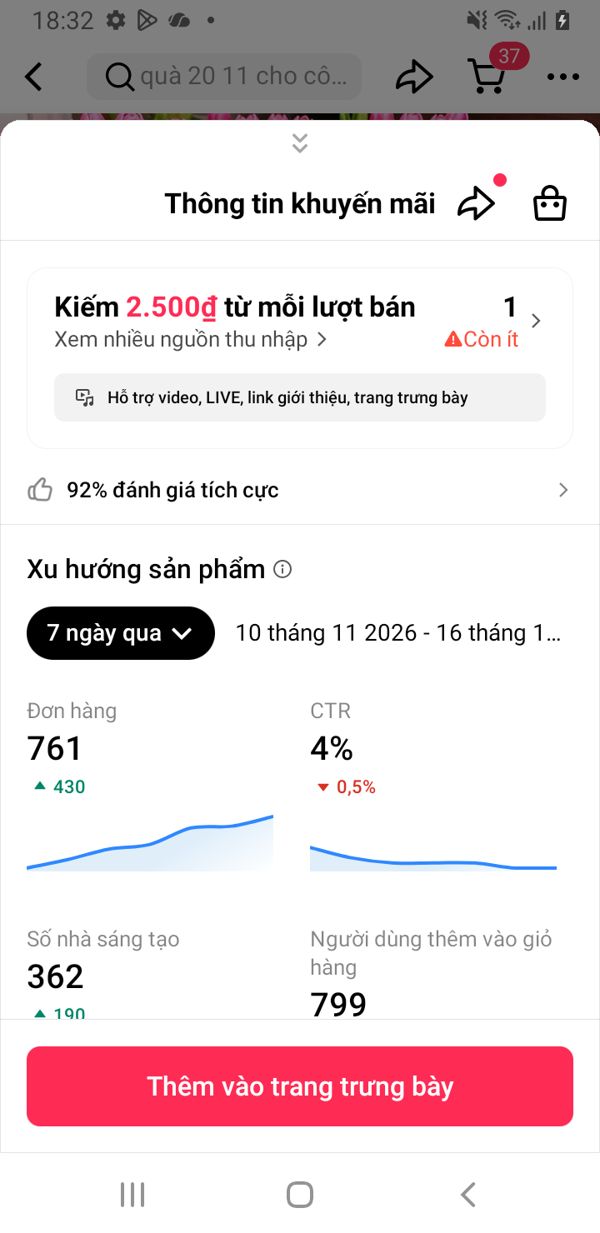 18:32
quà 20 11 cho cô...
37
Thông tin khuyến mãi
Kiếm 2.500₫ từ mỗi lượt bán
1
Xem nhiều nguồn thu nhập
Còn ít
Hỗ trợ video, LIVE, link giới thiệu, trang trưng bày
92% đánh giá tích cực
Xu hướng sản phẩm
7 ngày qua
10 tháng 11 2026 - 16 tháng 1...
Đơn hàng
761
430
CTR
4%
0,5%
Số nhà sáng tạo
362
190
Người dùng thêm vào giỏ
hàng
799
Thêm vào trang trưng bày